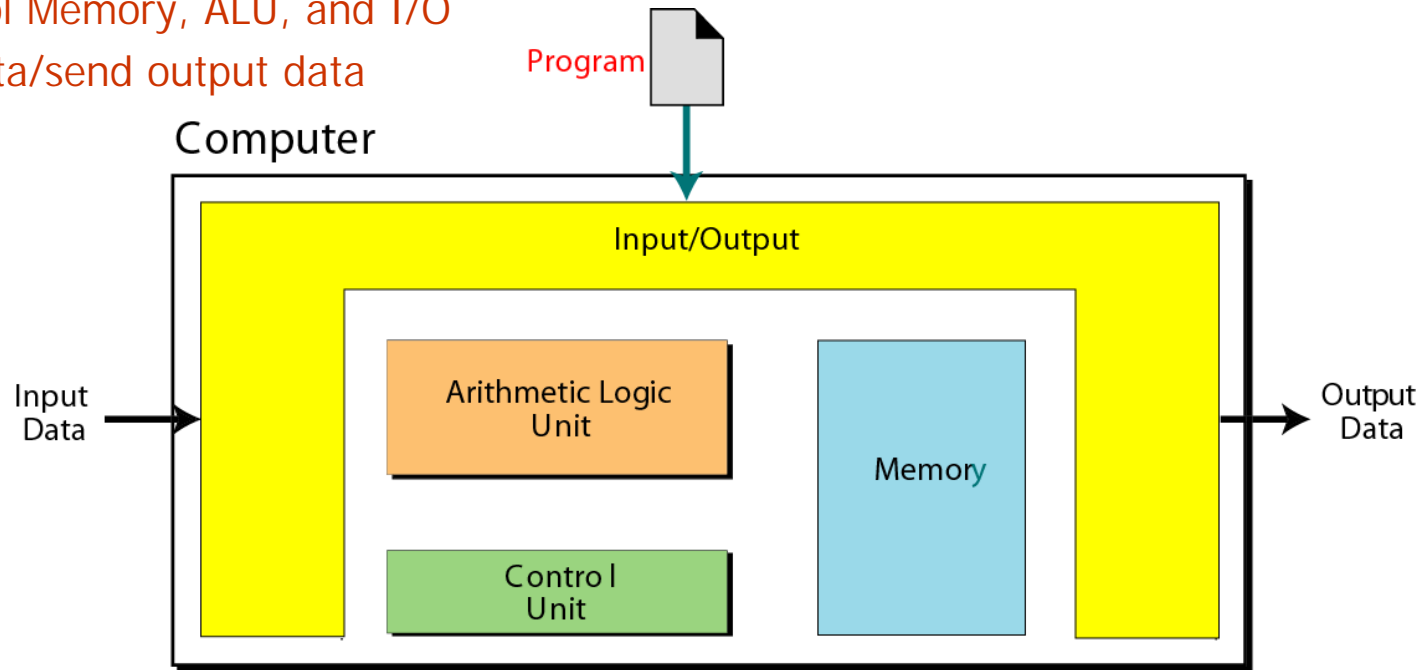 Memory, ALU, and I/O
/send output data
Program
Computer
Input/Output
Arithmetic Logic
Unit
Memory
Control
Unit
Input
Data
Output
Data